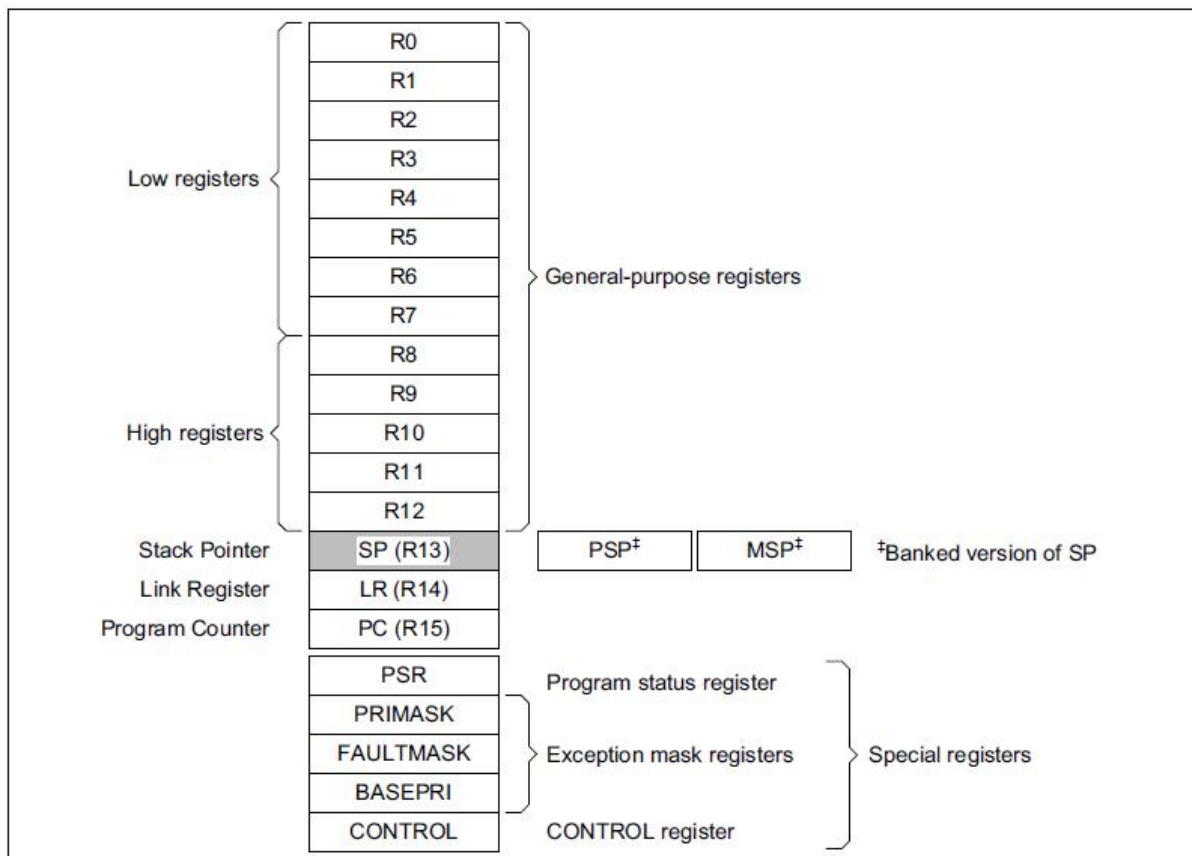 R0
R1
R2
R3
Low registers
R4
R5
R6
General-purpose registers
R7
R8
R9
High registers
R10
R11
R12
Stack Pointer SP (R13) PSP‡ MSP‡ ‡Banked version of SP
Link Register LR (R14)
Program Counter PC (R15)
PSR Program status register
PRIMASK
FAULTMASK Exception mask registers Special registers
BASEPRI
CONTROL CONTROL register